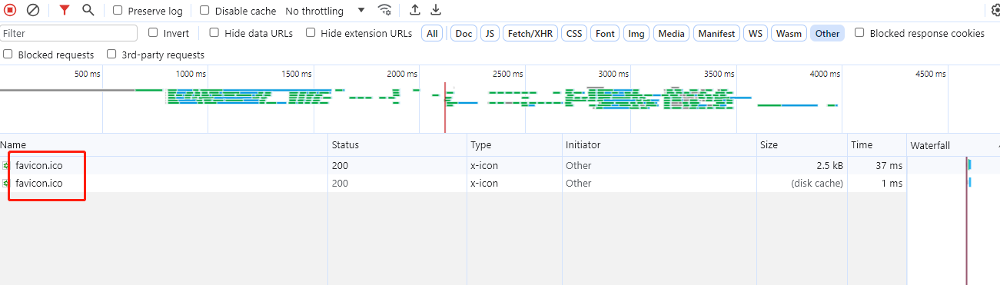 Preserve log Disable cache No throttling
Filter Invert Hide data URLs Hide extension URLs All Doc JS Fetch/XHR CSS Font Img Media Manifest WS Wasm Other Blocked response cookies
Blocked requests 3rd-party requests
500 ms 1000 ms 1500 ms 2000 ms 2500 ms 3000 ms 3500 ms 4000 ms 4500 ms
Name Status Type Initiator Size Time Waterfall
favicon.ico 200 x-icon Other 2.5 kB 37 ms
favicon.ico 200 x-icon Other (disk cache) 1 ms